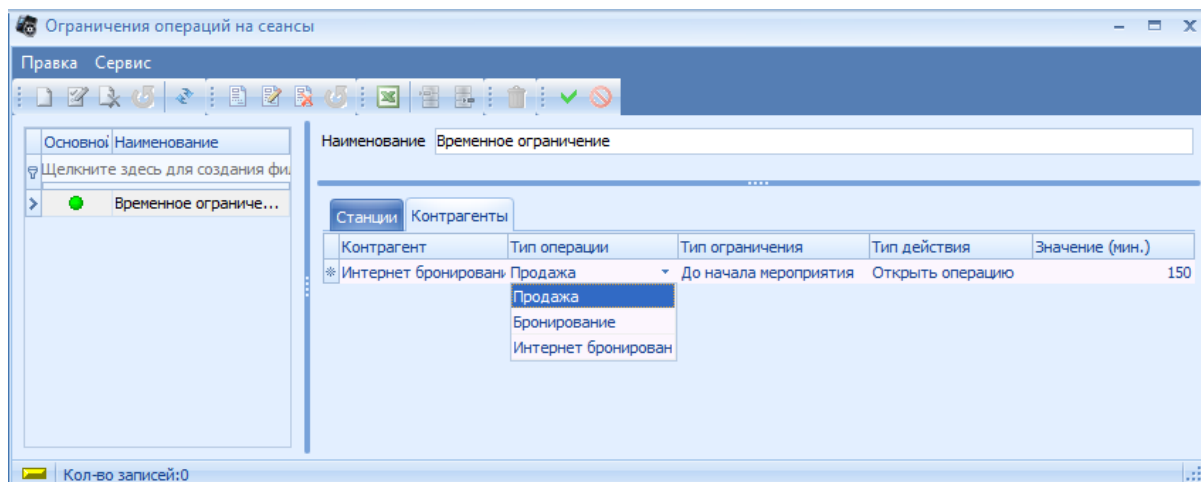 Ограничения операций на сеансы
Правка Сервис
Основной Наименование
Щелкните здесь для создания фил
Временное ограниче...
Наименование Временное ограничение
Станции Контрагенты
Контрагент Тип операции Тип ограничения Тип действия Значение (мин.)
Интернет бронировани Продажа До начала мероприятия Открыть операцию 150
Продажа
Бронирование
Интернет бронирован
Кол-во записей:0